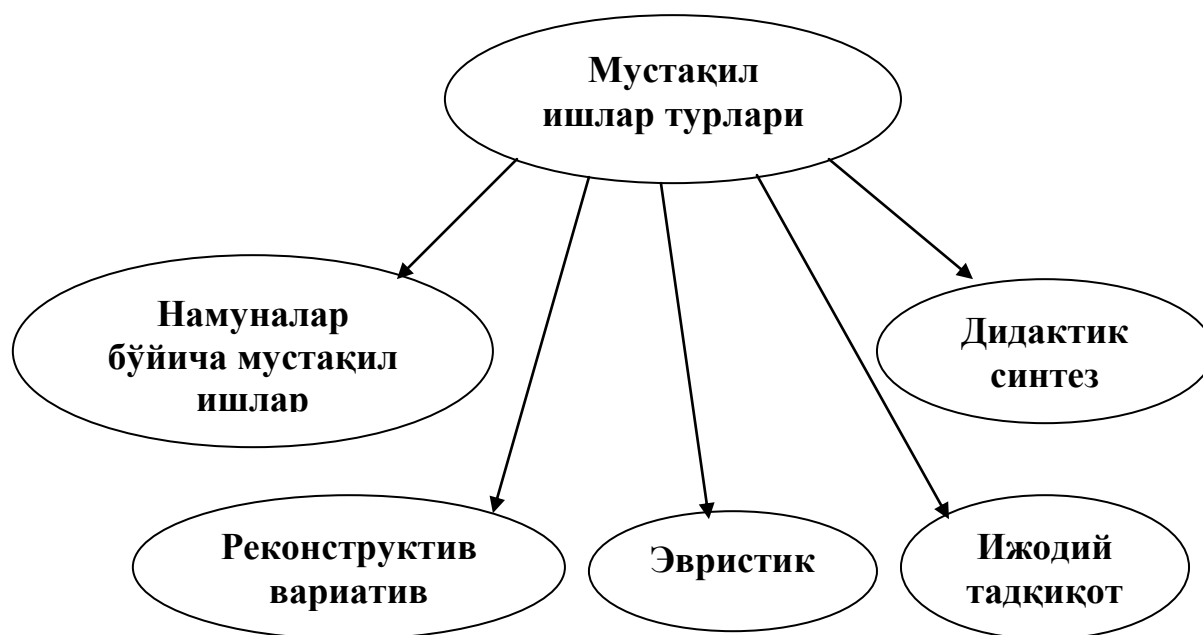 Мустақил
ишлар турлари
Намуналар
бўйича мустақил
ишлар
Дидактик
синтез
Реконструктив
вариатив
Эвристик
Ижодий
тадқиқот